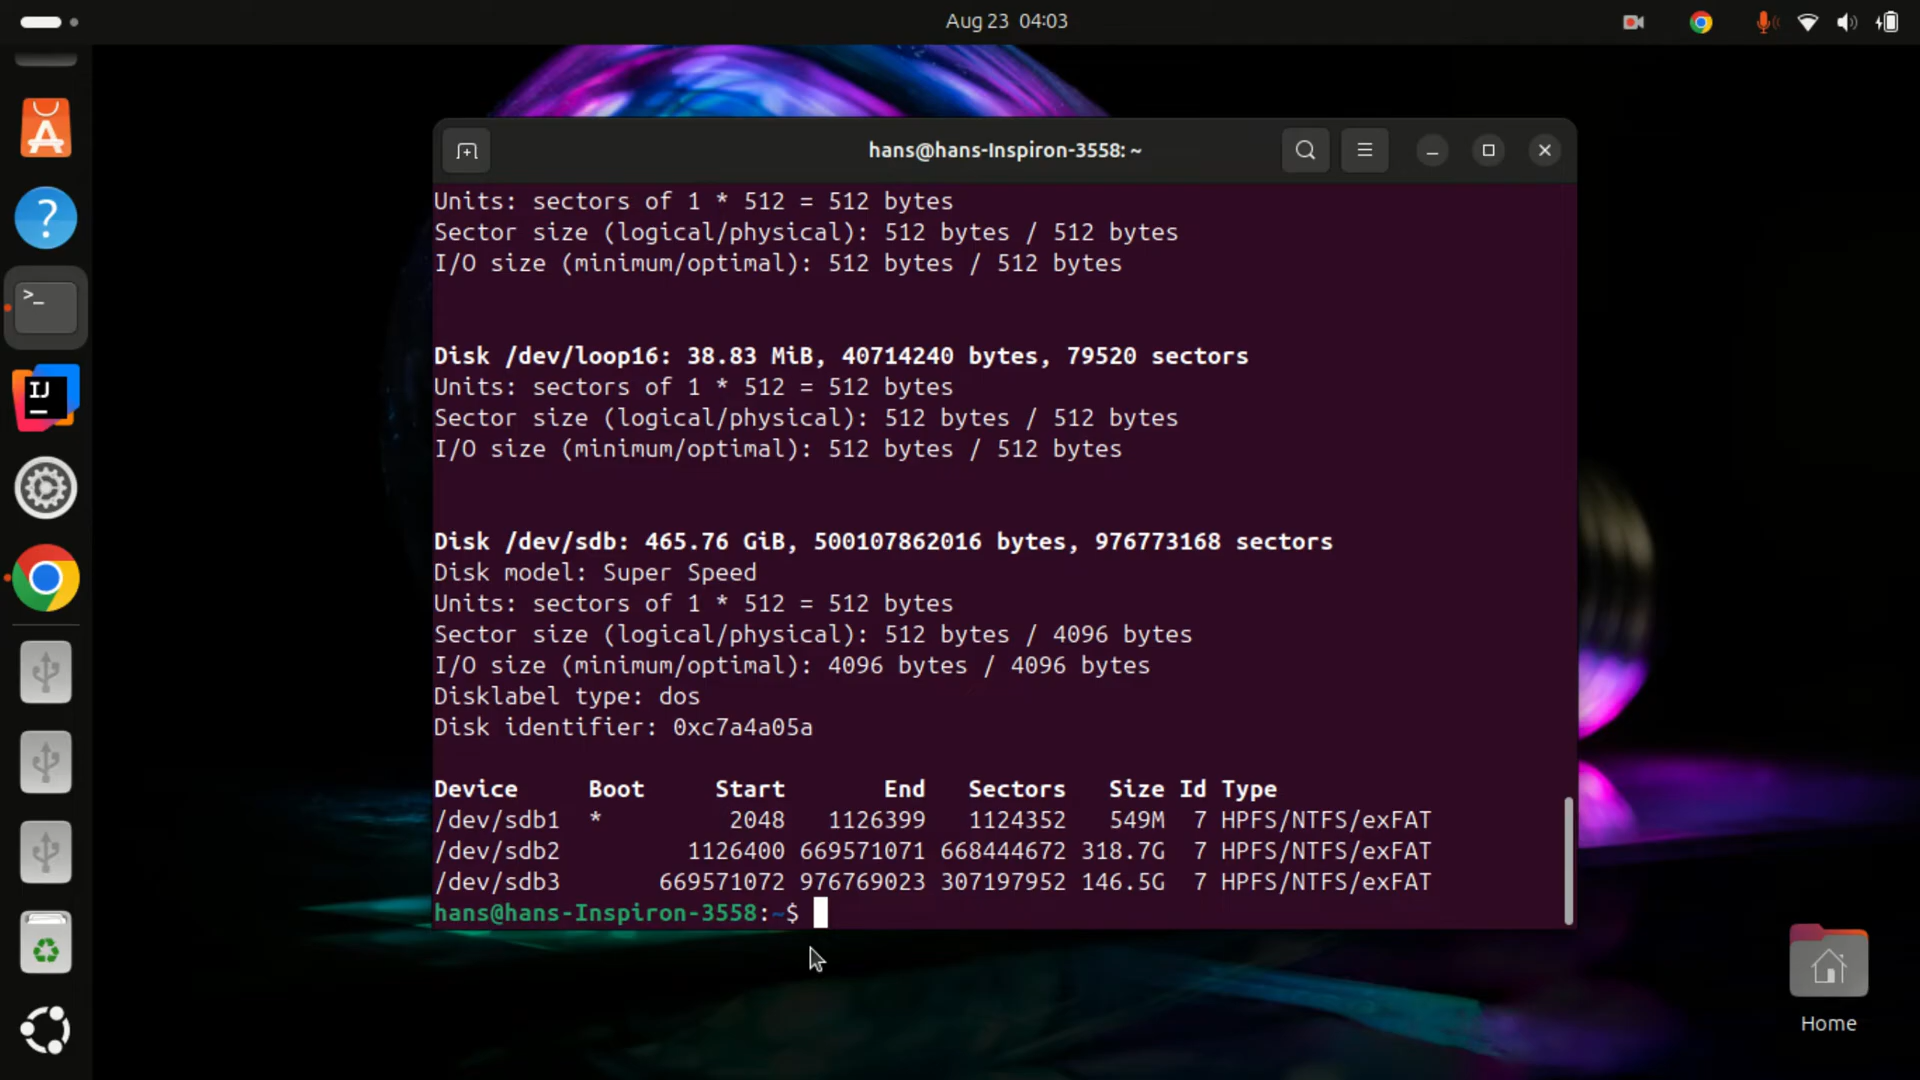 Aug 23 04:03
hans@hans-Inspiron-3558: ~
Units: sectors of 1 * 512 = 512 bytes
Sector size (logical/physical): 512 bytes / 512 bytes
I/O size (minimum/optimal): 512 bytes / 512 bytes
Disk /dev/loop16: 38.83 MiB, 40714240 bytes, 79520 sectors
Units: sectors of 1 * 512 = 512 bytes
Sector size (logical/physical): 512 bytes / 512 bytes
I/O size (minimum/optimal): 512 bytes / 512 bytes
Disk /dev/sdb: 465.76 GiB, 500107862016 bytes, 976773168 sectors
Disk model: Super Speed
Units: sectors of 1 * 512 = 512 bytes
Sector size (logical/physical): 512 bytes / 4096 bytes
I/O size (minimum/optimal): 4096 bytes / 4096 bytes
Disklabel type: dos
Disk identifier: 0xc7a4a05a
Device Boot Start End Sectors Size Id Type
/dev/sdb1 * 2048 1126399 1124352 549M 7 HPFS/NTFS/exFAT
/dev/sdb2 1126400 669571071 668444672 318.7G 7 HPFS/NTFS/exFAT
/dev/sdb3 669571072 976769023 307197952 146.5G 7 HPFS/NTFS/exFAT
hans@hans-Inspiron-3558:~$
IJ
Home